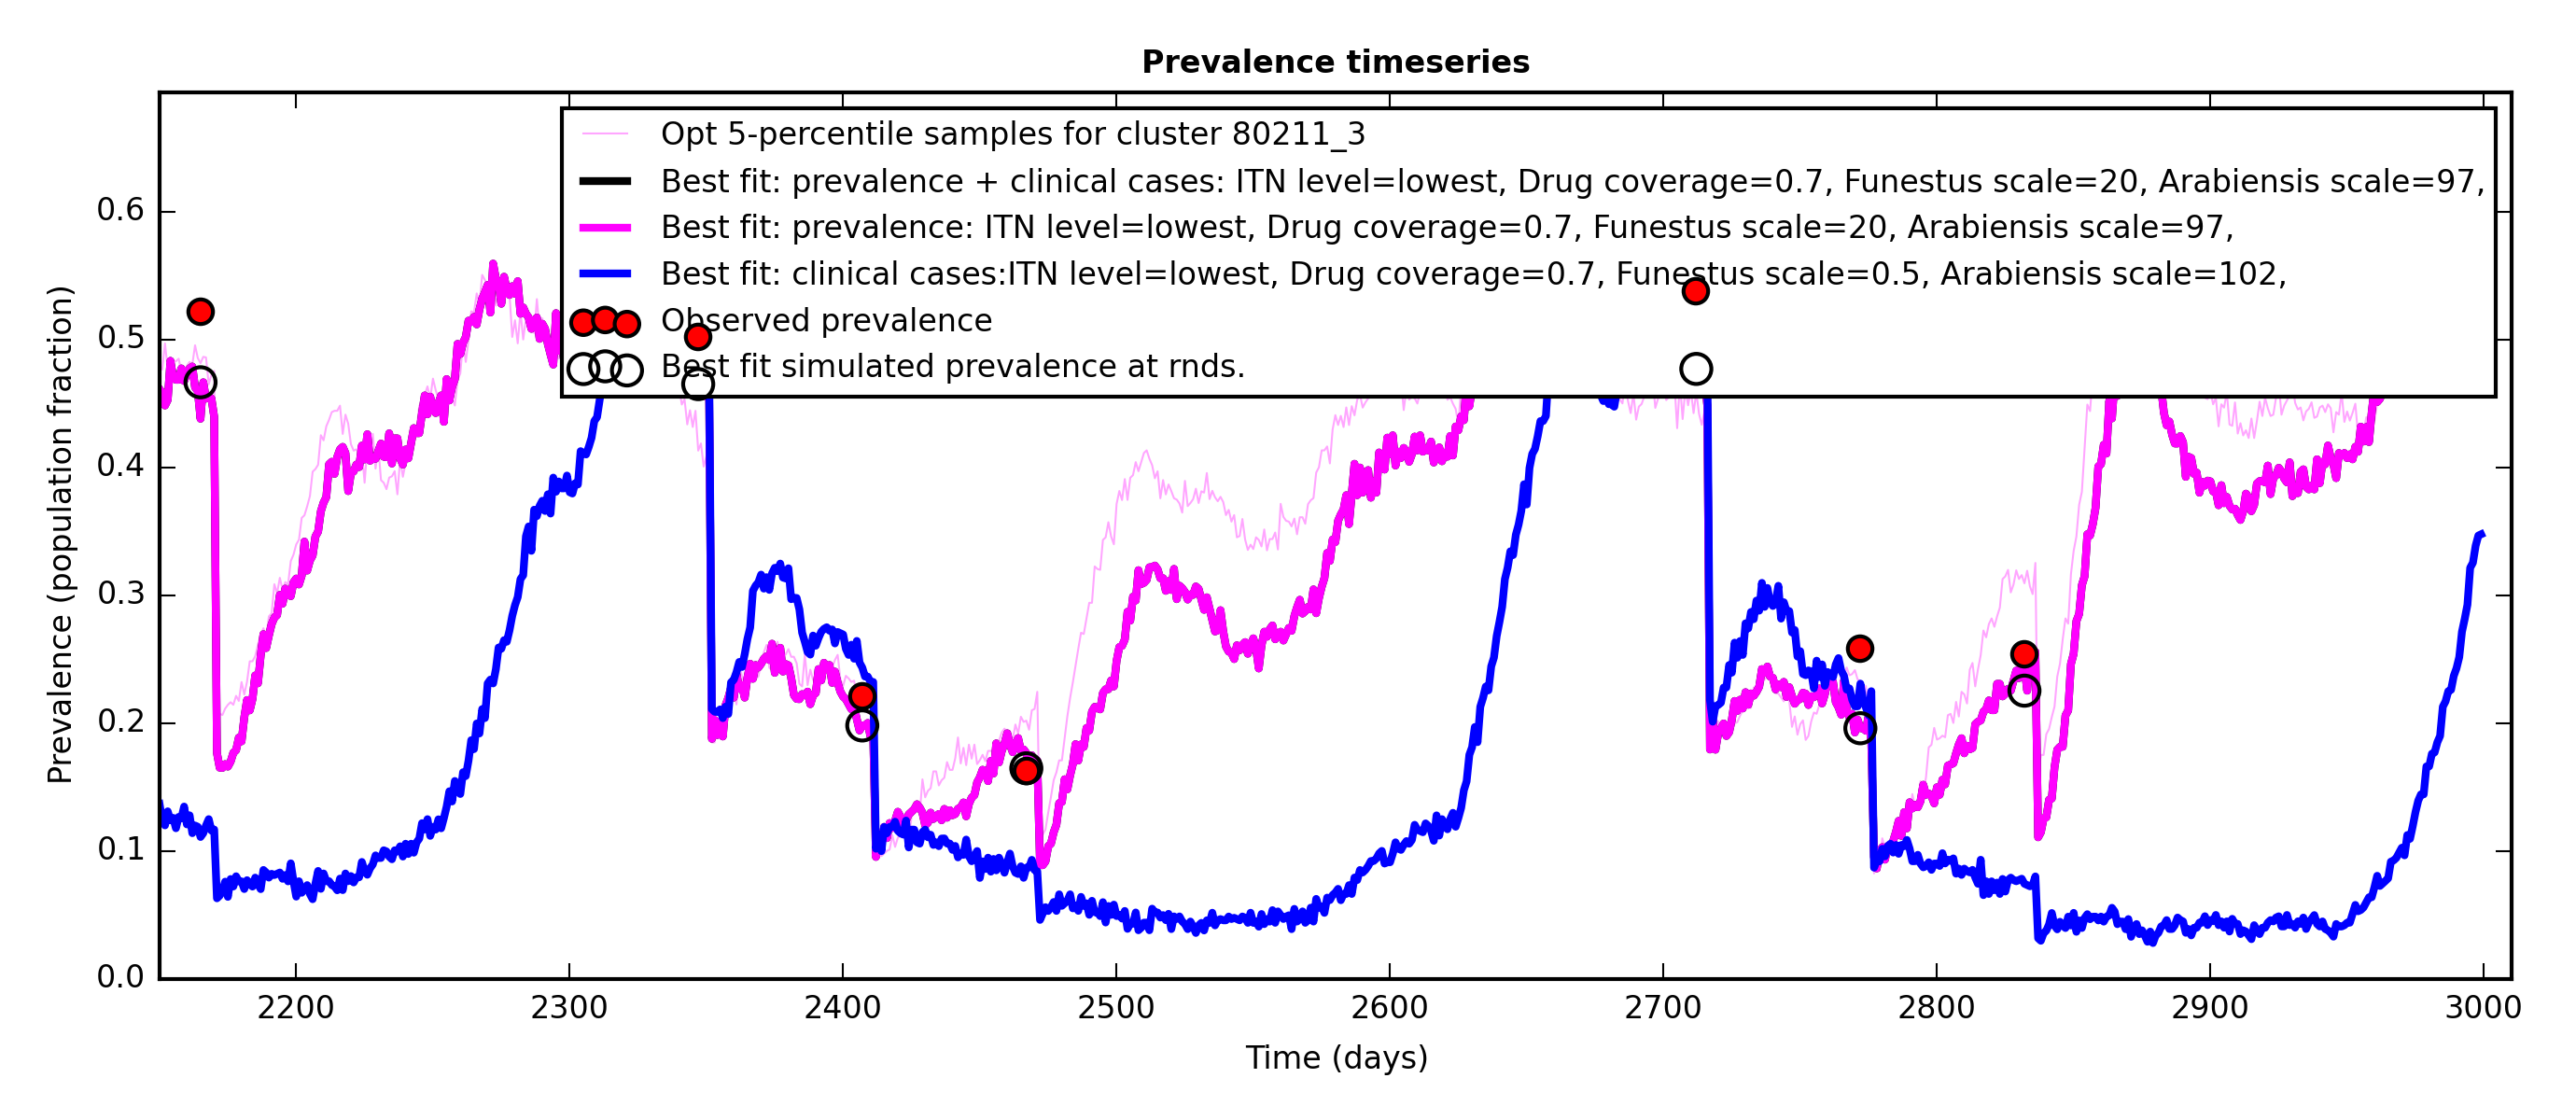 Prevalence timeseries
Opt 5-percentile samples for cluster 80211_3
Best fit: prevalence + clinical cases: ITN level=lowest, Drug coverage=0.7, Funestus scale=20, Arabiensis scale=97,
Best fit: prevalence: ITN level=lowest, Drug coverage=0.7, Funestus scale=20, Arabiensis scale=97,
Best fit: clinical cases:ITN level=lowest, Drug coverage=0.7, Funestus scale=0.5, Arabiensis scale=102,
Observed prevalence
Best fit simulated prevalence at rnds.
Prevalence (population fraction)
0.6
0.5
0.4
0.3
0.2
0.1
0.0
2200 2300 2400 2500 2600 2700 2800 2900 3000
Time (days)